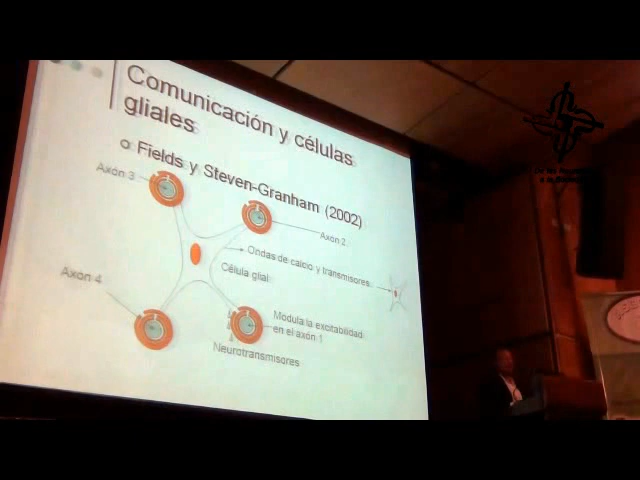 Comunicación y células
gliales
Fields y Steven-Granham (2002)
Axón 3
Axón 2
Ondas de calcio y transmisores
Célula glial
Axón 4
Modula la excitabilidad
en el axón 1
Neurotransmisores